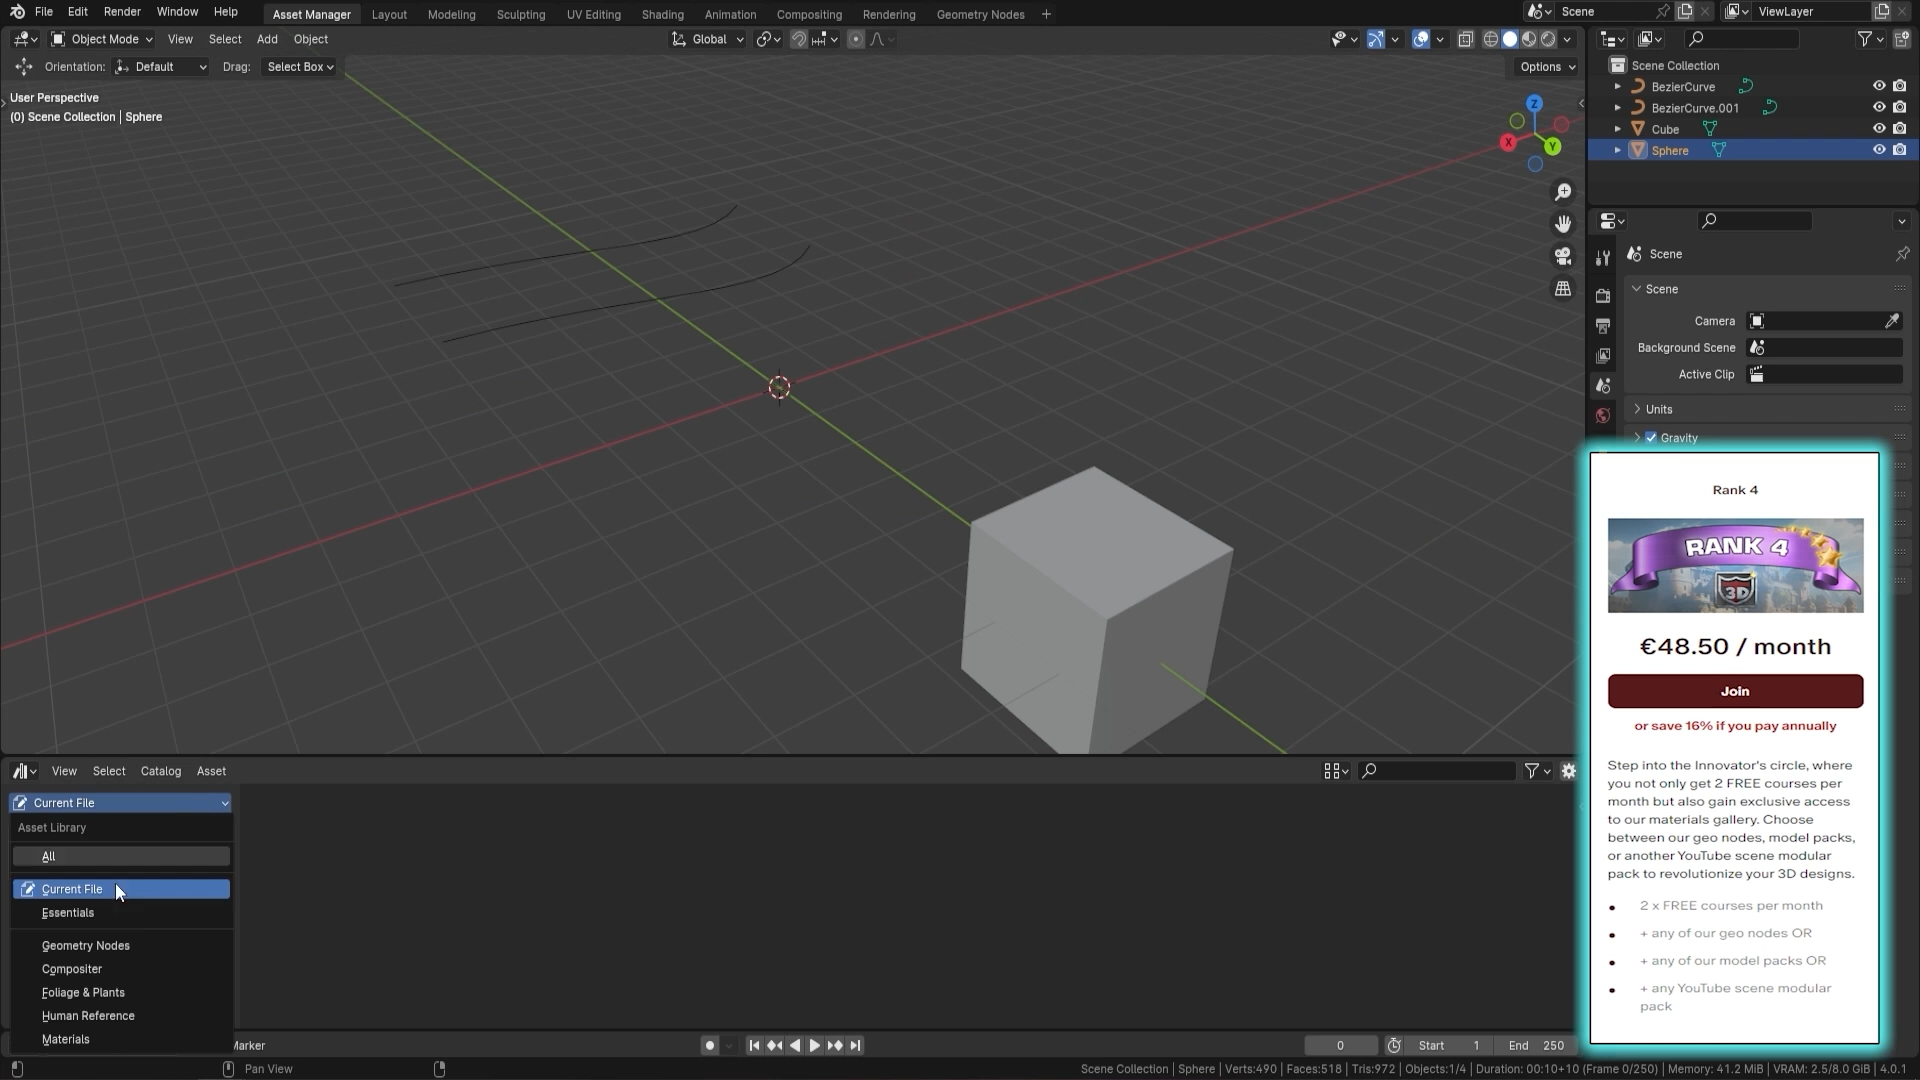 File Edit Render Window Help Asset Manager Layout Modeling Sculpting UV Editing Shading Animation Compositing Rendering Geometry Nodes + Scene ViewLayer
Object Mode View Select Add Object Global
Orientation: Default Drag: Select Box Options
User Perspective
(0) Scene Collection | Sphere
Z
X
Y
Scene Collection
BezierCurve
BezierCurve.001
Cube
Sphere
Scene
Scene
Camera
Background Scene
Active Clip
Units
Gravity
Rank 4
RANK 4
3D
€48.50 / month
Join
or save 16% if you pay annually
Step into the Innovator's circle, where
you not only get 2 FREE courses per
month but also gain exclusive access
to our materials gallery. Choose
between our geo nodes, model packs,
or another YouTube scene modular
pack to revolutionize your 3D designs.
• 2 x FREE courses per month
• + any of our geo nodes OR
• + any of our model packs OR
• + any YouTube scene modular
pack
View Select Catalog Asset
Current File
Asset Library
All
Current File
Essentials
Geometry Nodes
Compositer
Foliage & Plants
Human Reference
Materials
Marker 0 Start 1 End 250
Pan View Scene Collection | Sphere | Verts:490 | Faces:518 | Tris:972 | Objects:1/4 | Duration: 00:10+10 (Frame 0/250) | Memory: 41.2 MiB | VRAM: 2.5/8.0 GiB | 4.0.1